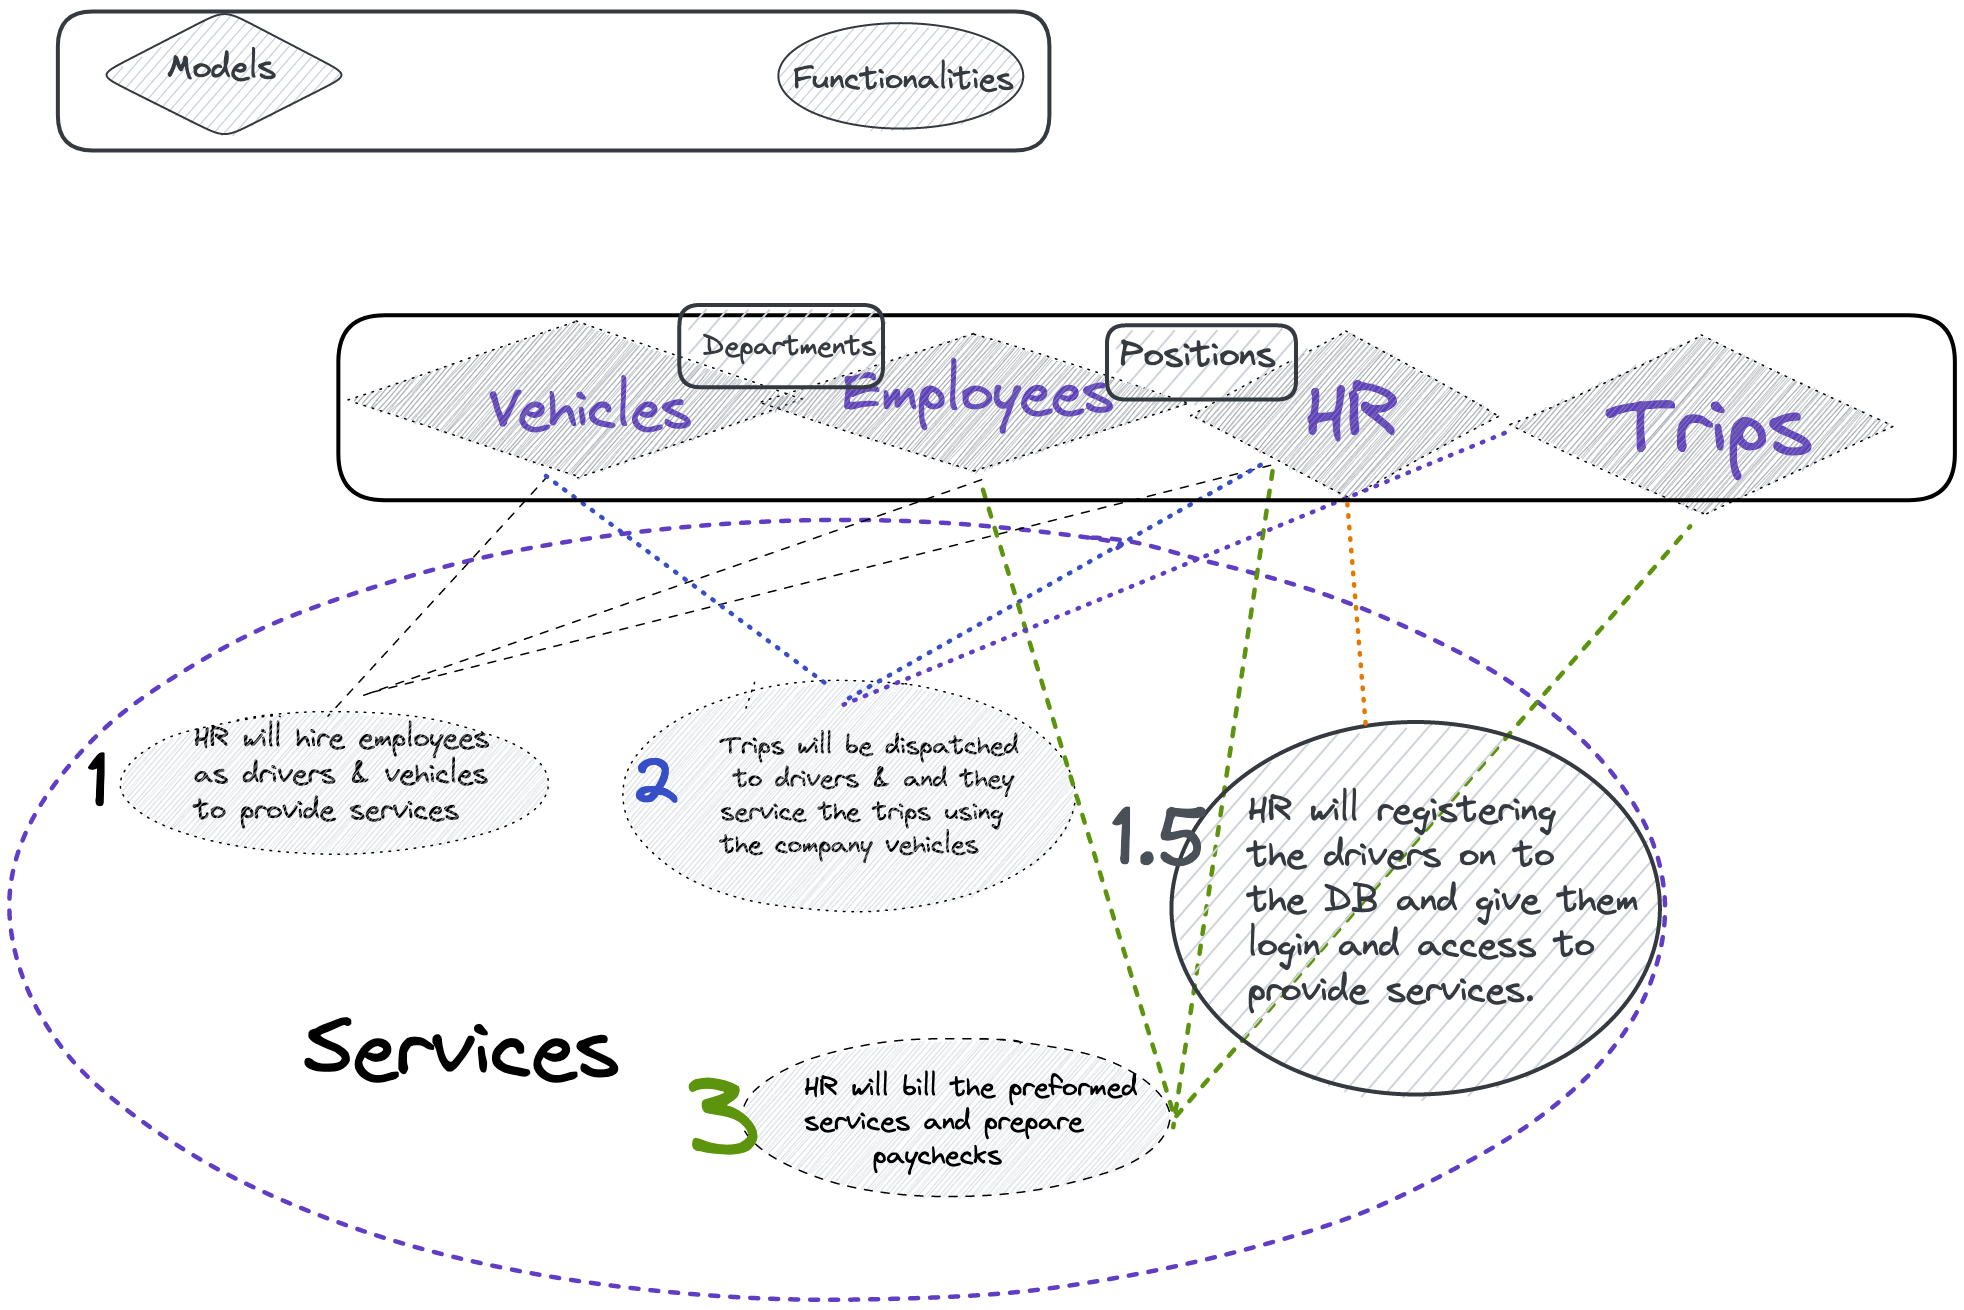 Models
Functionalities
Departments
Positions
Vehicles
Employees
HR
Trips
1
HR will hire employees
as drivers & vehicles
to provide services
2
Trips will be dispatched
to drivers & and they
service the trips using
the company vehicles
1.5
HR will registering
the drivers on to
the DB and give them
login and access to
provide services.
Services
3
HR will bill the preformed
services and prepare
paychecks